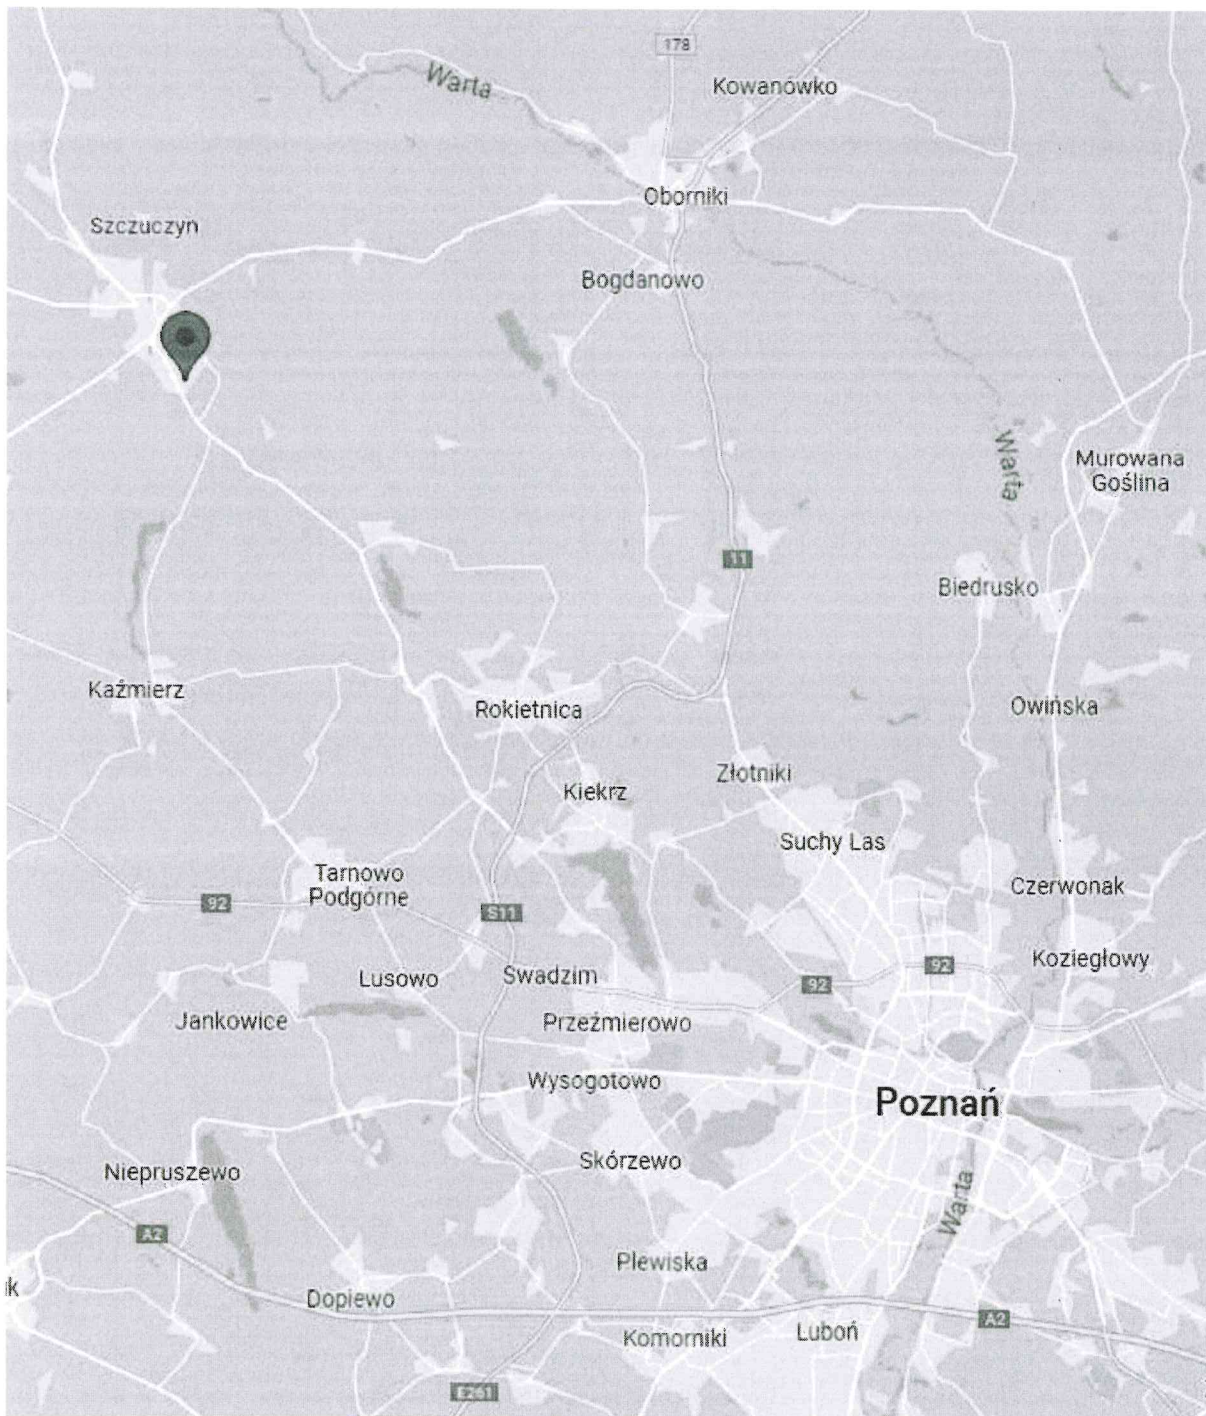 178
Warta
Kowanówko
Oborniki
Szczuczyn
Bogdanowo
Warta
Murowana
Goślina
11
Biedrusko
Kaźmierz
Rokietnica
Owińska
Złotniki
Kiekrz
Suchy Las
Tarnowo
Podgórne
Czerwonak
92
S11
Koziegłowy
92
Lusowo
Swadzim
92
Jankowice
Przeźmierowo
Wysogotowo
Poznań
Skórzewo
Niepruszewo
Warta
A2
Plewiska
ik
Dopiewo
A2
Komorniki
Luboń
E261